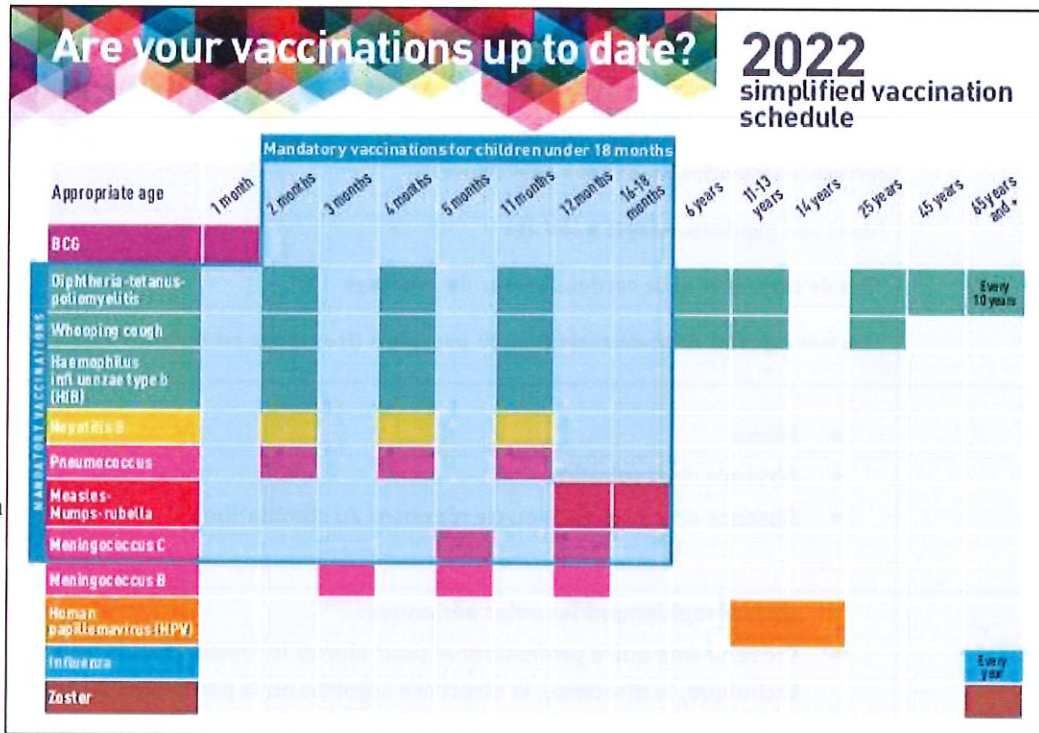 Are your vaccinations up to date?
2022
simplified vaccination
schedule
Mandatory vaccinations for children under 18 months
Appropriate age
1 month
2 months
3 months
4 months
5 months
11 months
12 months
16-18
months
6 years
11-13
years
14 years
25 years
45 years
65 years
and +
BCG
MANDATORY VACCINATIONS
Diphtheria-tetanus-
poliomyelitis
Every
10 years
Whooping cough
Haemophilus
influenzae type b
(HIB)
Hepatitis B
Pneumococcus
Measles-
Mumps-rubella
Meningococcus C
Meningococcus B
Human
papillomavirus (HPV)
Influenza
Every
year
Zoster